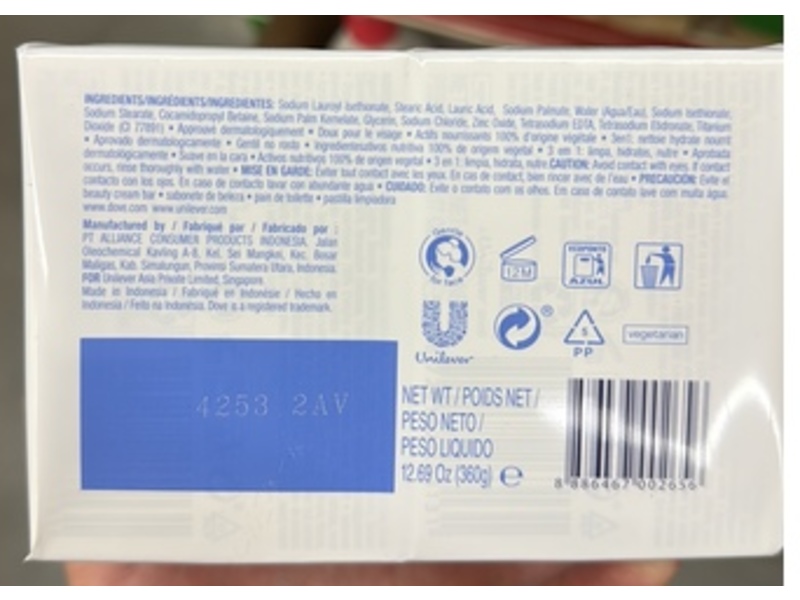 INGREDIENTS/INGRÉDIENTS/INGREDIENTES: Sodium Lauroyl Isethionate, Stearic Acid, Lauric Acid, Sodium Palmate, Water (Aqua/Eau), Sodium Isethionate,
Sodium Stearate, Cocamidopropyl Betaine, Sodium Palm Kernelate, Glycerin, Sodium Chloride, Zinc Oxide, Tetrasodium EDTA, Tetrasodium Etidronate, Titanium
Dioxide (CI 77891) • Approuvé dermatologiquement • Doux pour le visage • Actifs nourrissants 100% d'origine végétale • 3en1: nettoie hydrate nourrit
• Aprovado dermatologicamente • Gentil no rosto • 100% de origem vegetal • 3 em 1: limpa, hidrata, nutre • Aprobada
dermatológicamente • Suave en la cara • Activos nutritivos 100% de origen vegetal • 3 en 1: limpia, hidrata, nutre CAUTION: Avoid contact with eyes. If contact
occurs, rinse thoroughly with water • MISE EN GARDE: Éviter tout contact avec les yeux. En cas de contact, bien rincer avec de l'eau • PRECAUCIÓN: Evite el
contacto con los ojos. En caso de contacto lavar con abundante agua • CUIDADO: Evite o contato com os olhos. Em caso de contato lave com muita água.
beauty cream bar • sabonete de beleza • pain de toilette • pastilla limpiadora
www.dove.com www.unilever.com
Manufactured by / Fabriqué par / Fabricado por :
PT ALLIANCE CONSUMER PRODUCTS INDONESIA, Jalan
Oleochemical Kavling A-8, Kel. Sei Mangkei, Kec. Bosar
Maligas, Kab. Simalungun, Provinsi Sumatera Utara, Indonesia.
FOR Unilever Asia Private Limited, Singapore.
Made in Indonesia / Fabriqué en Indonésie / Hecho en
Indonesia / Feito na Indonésia. Dove is a registered trademark.
Gentle
for face
12M
ECOPONTO
AZUL
Unilever
®
5
PP
vegetarian
4253 2AV
NET WT / POIDS NET /
PESO NETO /
PESO LIQUIDO
12.69 Oz (360g) e
8 886467 002656